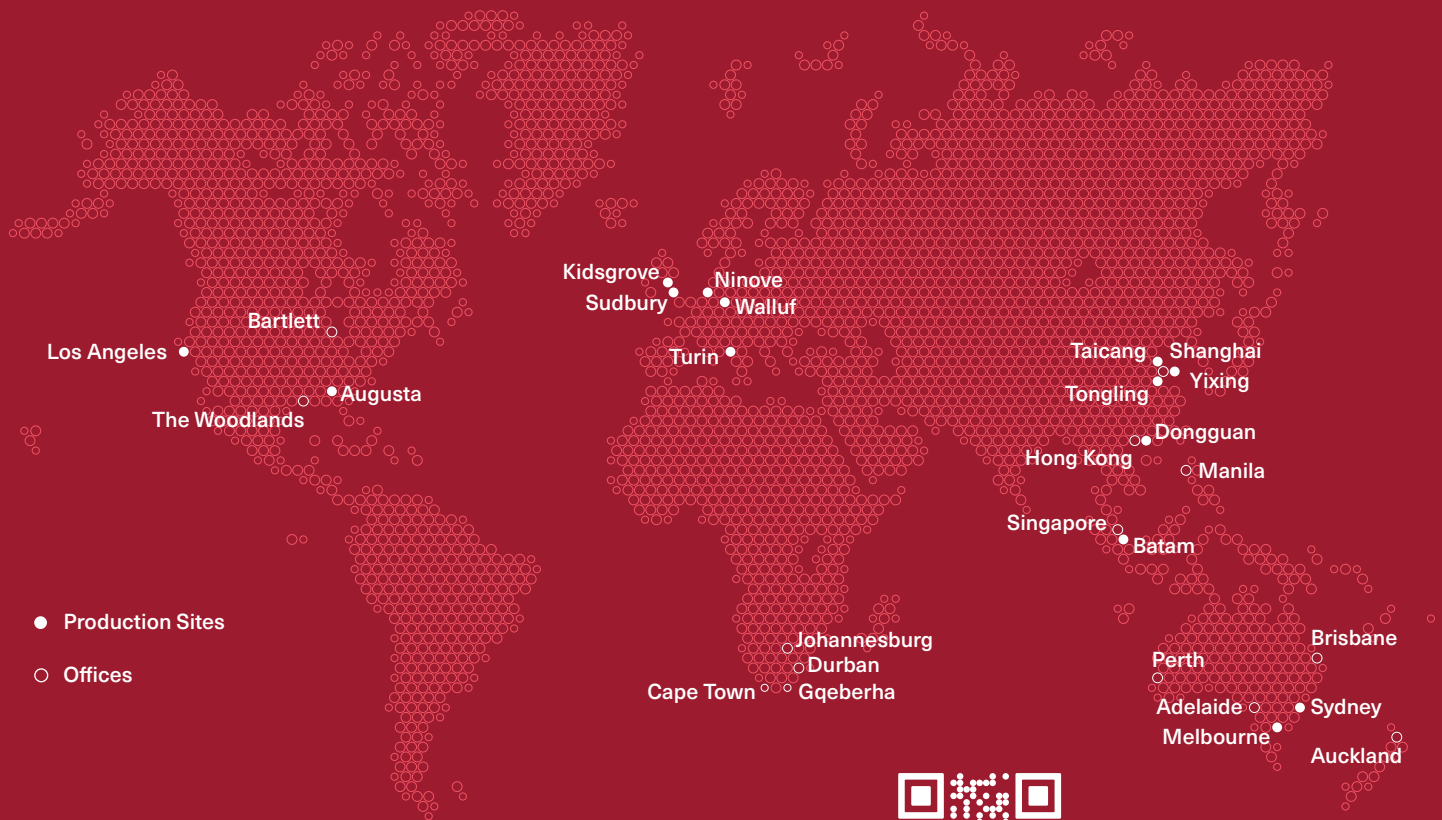 Kidsgrove
Ninove
Sudbury
Walluf
Bartlett
Los Angeles
Turin
Taicang
Shanghai
Augusta
Tongling
Yixing
The Woodlands
Dongguan
Hong Kong
Manila
Singapore
Batam
Production Sites
Johannesburg
Brisbane
Durban
Perth
Offices
Cape Town
Gqeberha
Adelaide
Sydney
Melbourne
Auckland